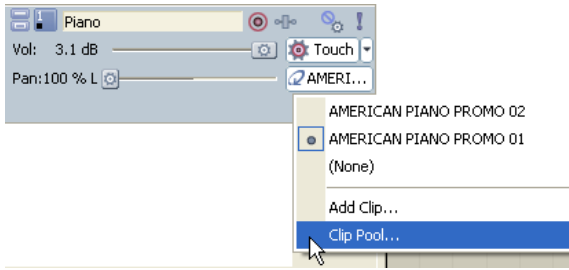 Piano
Vol: 3.1 dB Touch
Pan:100 % L AMERI...
AMERICAN PIANO PROMO 02
AMERICAN PIANO PROMO 01
(None)
Add Clip...
Clip Pool...